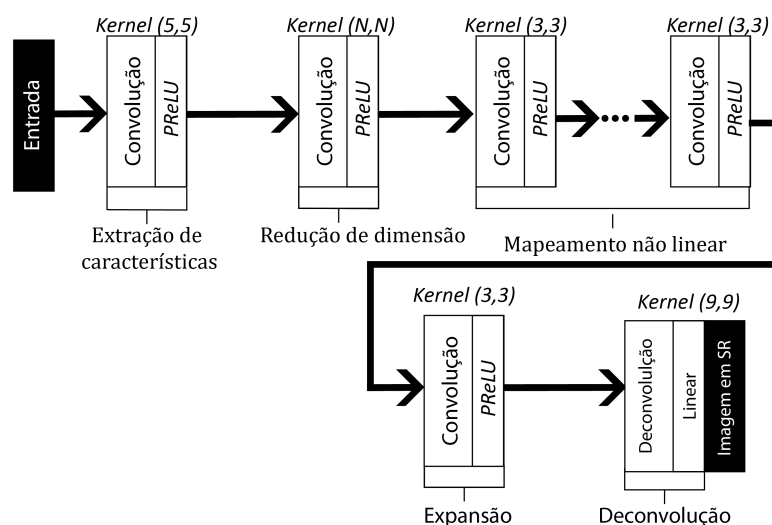 Kernel (5,5)
Kernel (N,N)
Kernel (3,3)
Kernel (3,3)
Entrada
Convolução
PReLU
Convolução
PReLU
Convolução
PReLU
Convolução
PReLU
Extração de
características
Redução de dimensão
Mapeamento não linear
Kernel (3,3)
Kernel (9,9)
Convolução
PReLU
Deconvolulção
Linear
Imagem em SR
Expansão
Deconvolução